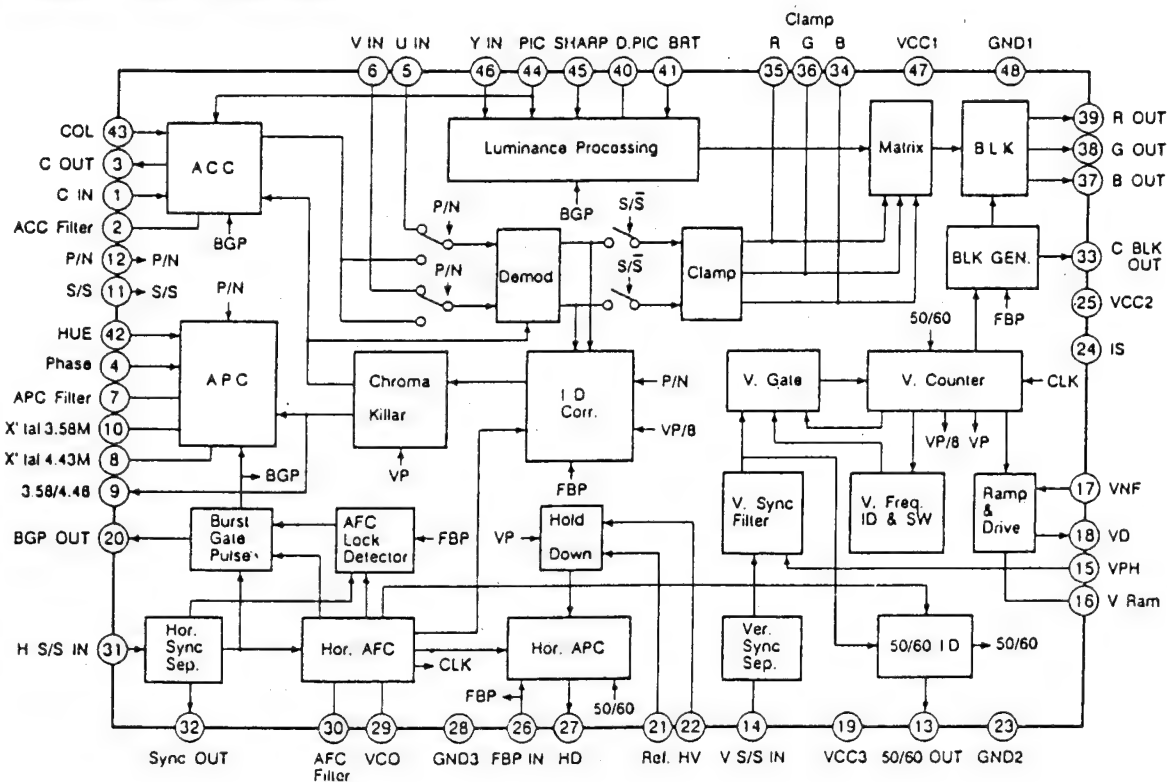 Clamp
V IN U IN Y IN PIC SHARP D.PIC BRT R G B VCC1 GND1
6 5 46 44 45 40 41 35 36 34 47 48
COL 43
C OUT 3
C IN 1
ACC Filter 2
P/N 12 P/N
S/S 11 S/S
HUE 42
Phase 4
APC Filter 7
X'tal 3.58M 10
X'tal 4.43M 8
3.58/4.46 9
BGP OUT 20
H S/S IN 31
ACC
BGP
Luminance Processing
BGP
Matrix
BLK
39 R OUT
38 G OUT
37 B OUT
P/N
P/N
Demod
S/S̅
S/S̅
Clamp
BLK GEN.
FBP
33 C BLK
OUT
25 VCC2
24 IS
P/N
APC
BGP
Chroma
Killar
VP
ID
Corr.
P/N
VP/8
FBP
V. Gate
50/60
V. Counter
CLK
VP/8 VP
V. Sync
Filter
V. Freq.
ID & SW
Ramp
&
Drive
17 VNF
18 VD
15 VPH
16 V Ram
Burst
Gate
Pulse
AFC
Lock
Detector
FBP
VP
Hold
Down
Hor.
Sync
Sep.
Hor. AFC
CLK
Hor. APC
FBP
50/60
Ver.
Sync
Sep.
50/60 ID
50/60
32 30 29 28 26 27 21 22 14 19 13 23
Sync OUT AFC
Filter VCO GND3 FBP IN HD Ref. HV V S/S IN VCC3 50/60 OUT GND2